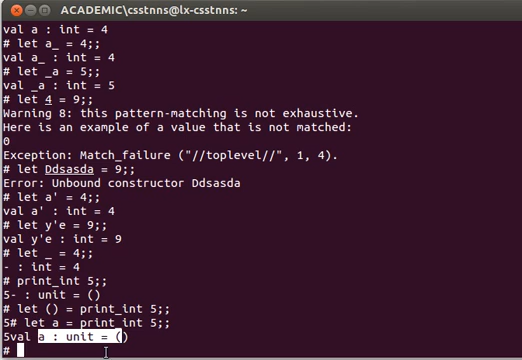 ACADEMIC\csstnns@lx-csstnns: ~
val a : int = 4
# let a_ = 4;;
val a_ : int = 4
# let _a = 5;;
val _a : int = 5
# let 4 = 9;;
Warning 8: this pattern-matching is not exhaustive.
Here is an example of a value that is not matched:
0
Exception: Match_failure ("//toplevel//", 1, 4).
# let Ddsasda = 9;;
Error: Unbound constructor Ddsasda
# let a' = 4;;
val a' : int = 4
# let y'e = 9;;
val y'e : int = 9
# let _ = 4;;
- : int = 4
# print_int 5;;
5- : unit = ()
# let () = print_int 5;;
5# let a = print_int 5;;
5val a : unit = ()
#